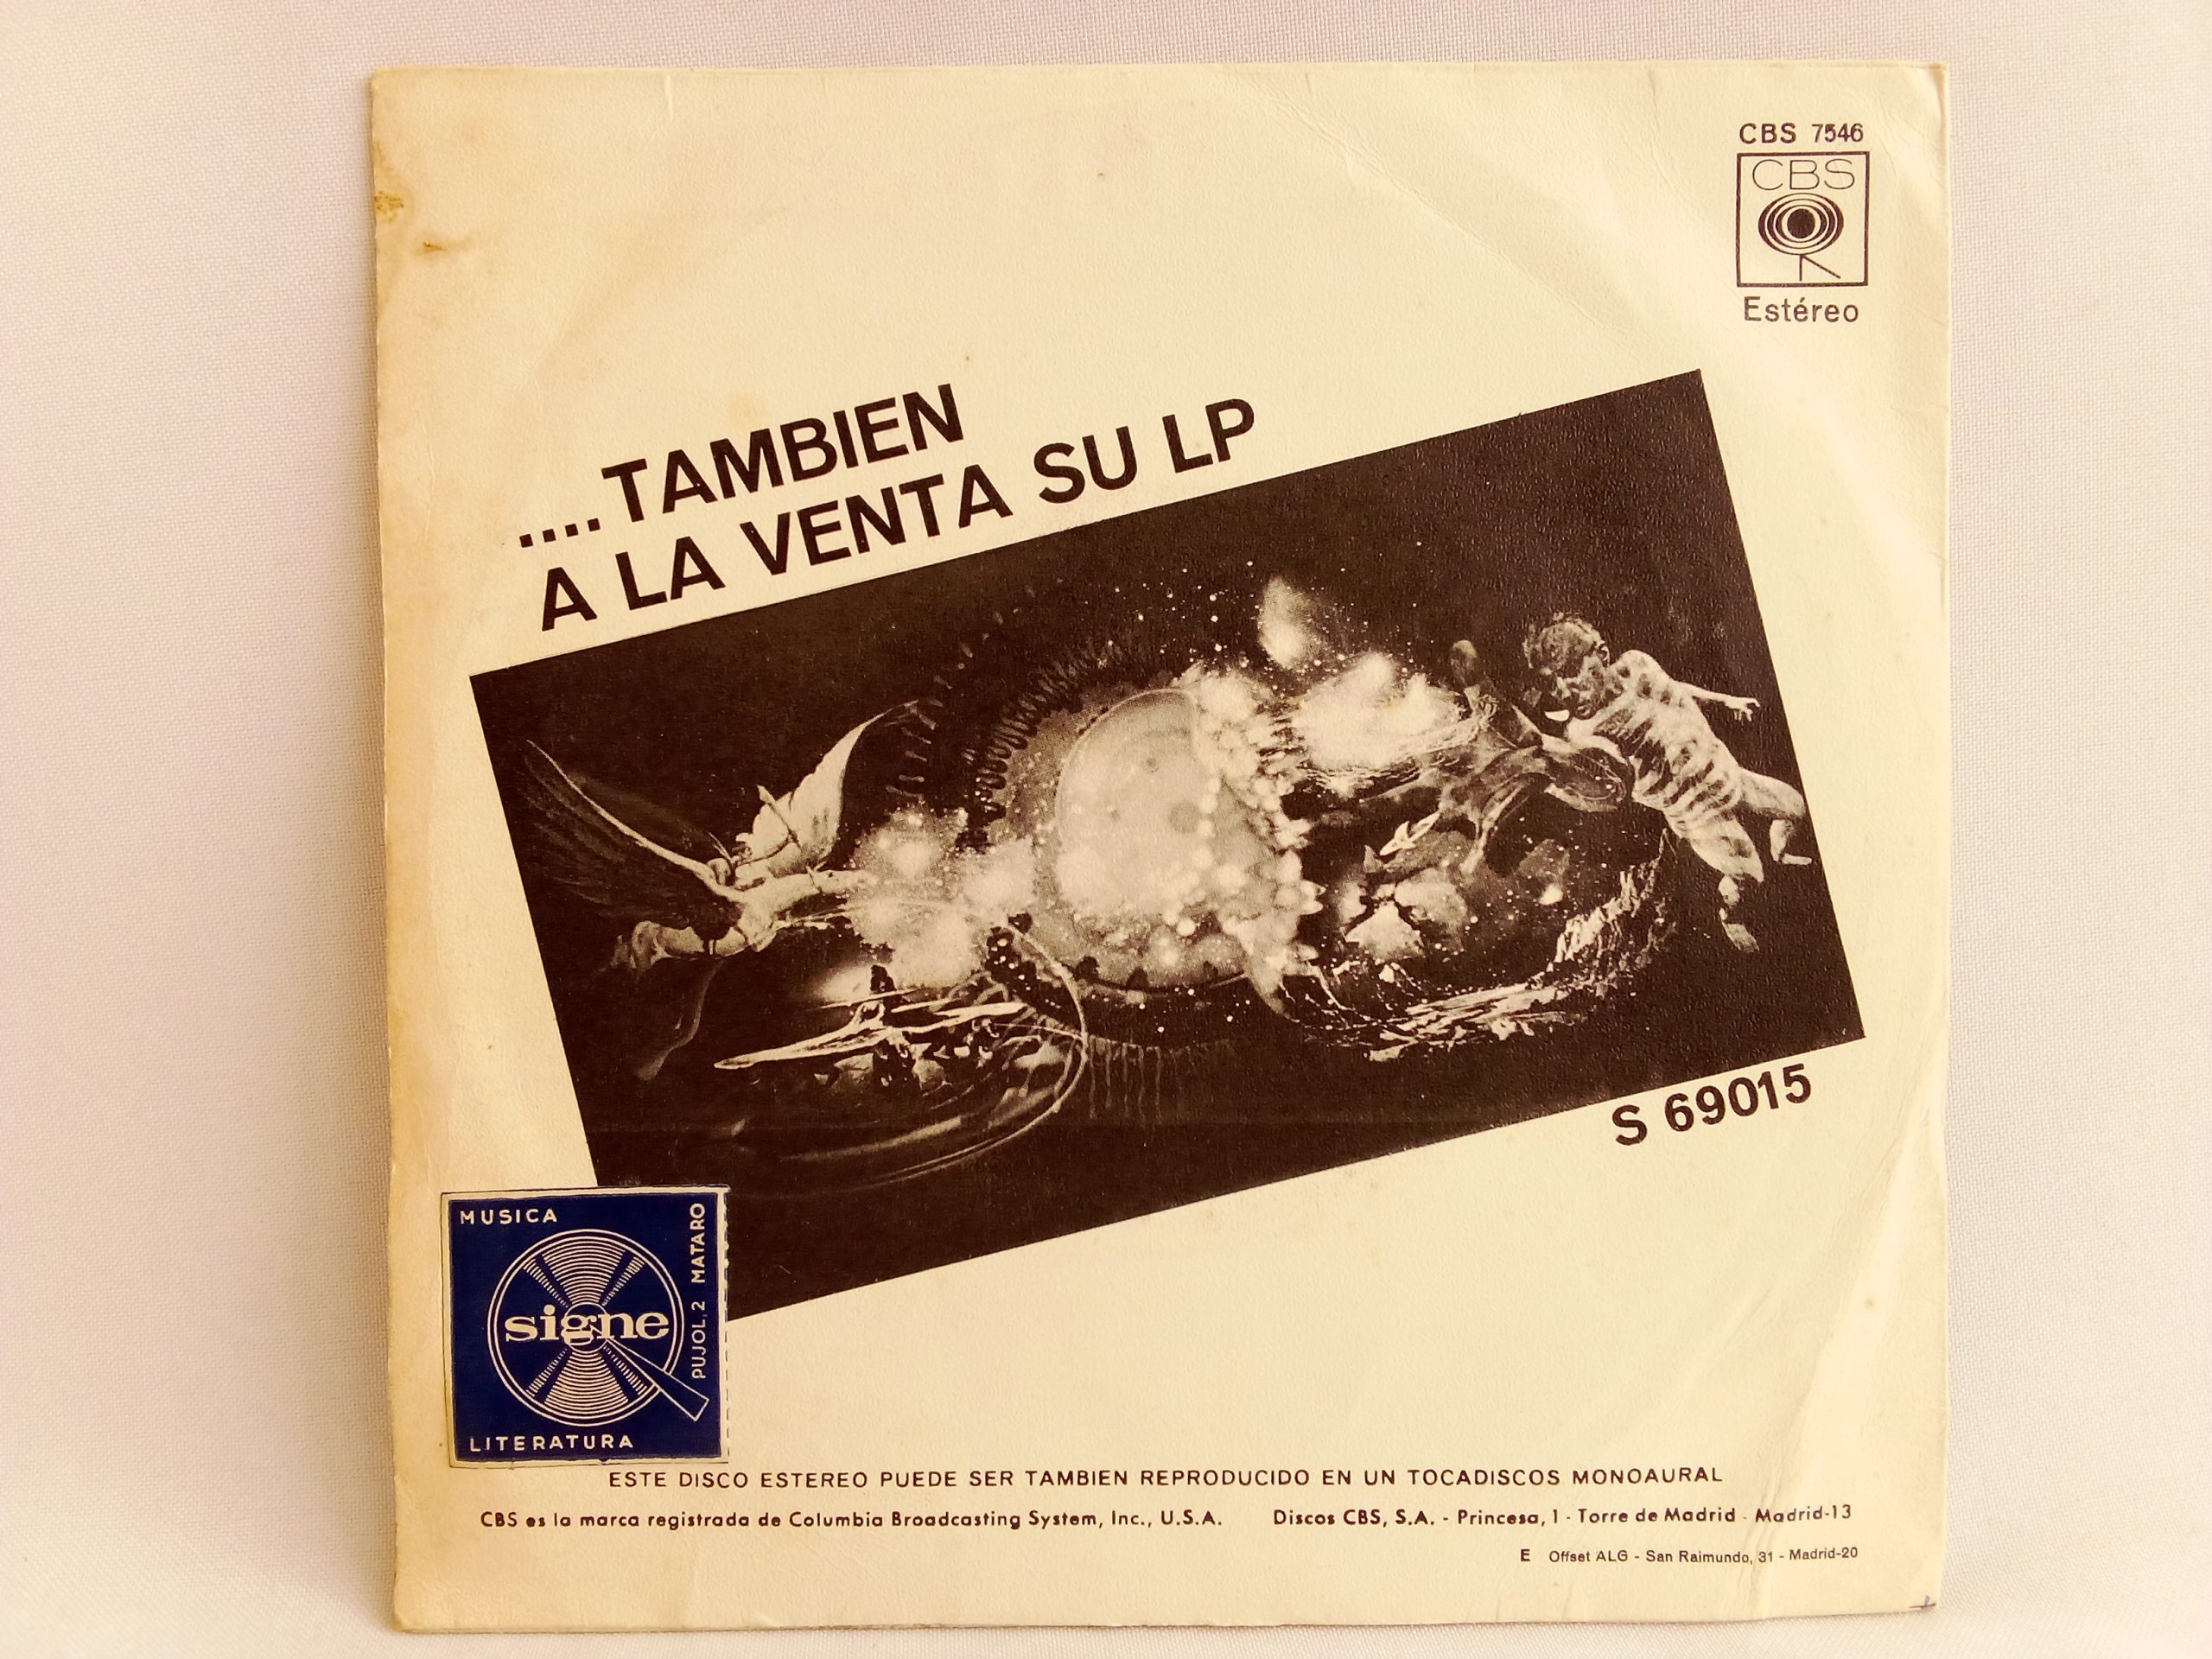 CBS 7546
CBS
Estéreo
....TAMBIEN
A LA VENTA SU LP
S 69015
MUSICA
signe
PUJOL, 2 MATARO
LITERATURA
ESTE DISCO ESTEREO PUEDE SER TAMBIEN REPRODUCIDO EN UN TOCADISCOS MONOAURAL
CBS es la marca registrada de Columbia Broadcasting System, Inc., U.S.A. Discos CBS, S.A. - Princesa, 1 - Torre de Madrid - Madrid-13
E Offset ALG - San Raimundo, 31 - Madrid-20